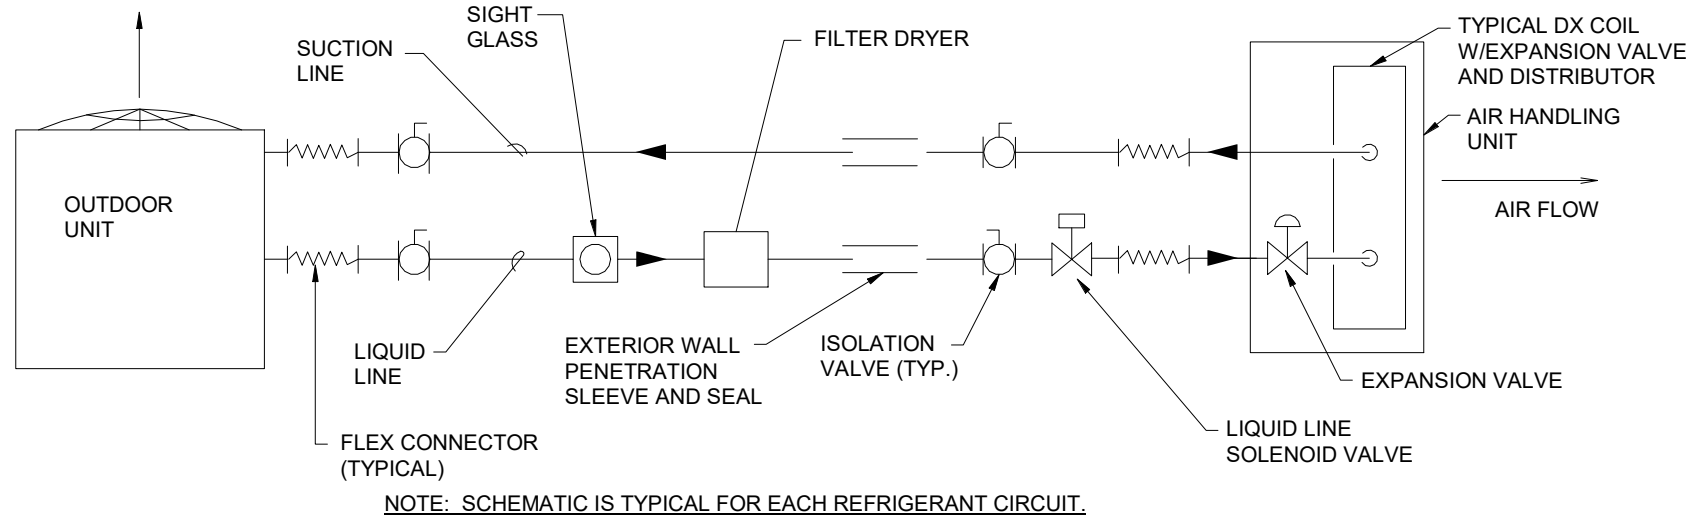 SIGHT
GLASS
SUCTION
LINE
FILTER DRYER
TYPICAL DX COIL
W/EXPANSION VALVE
AND DISTRIBUTOR
AIR HANDLING
UNIT
OUTDOOR
UNIT
AIR FLOW
LIQUID
LINE
EXTERIOR WALL
PENETRATION
SLEEVE AND SEAL
ISOLATION
VALVE (TYP.)
EXPANSION VALVE
FLEX CONNECTOR
(TYPICAL)
LIQUID LINE
SOLENOID VALVE
NOTE: SCHEMATIC IS TYPICAL FOR EACH REFRIGERANT CIRCUIT.